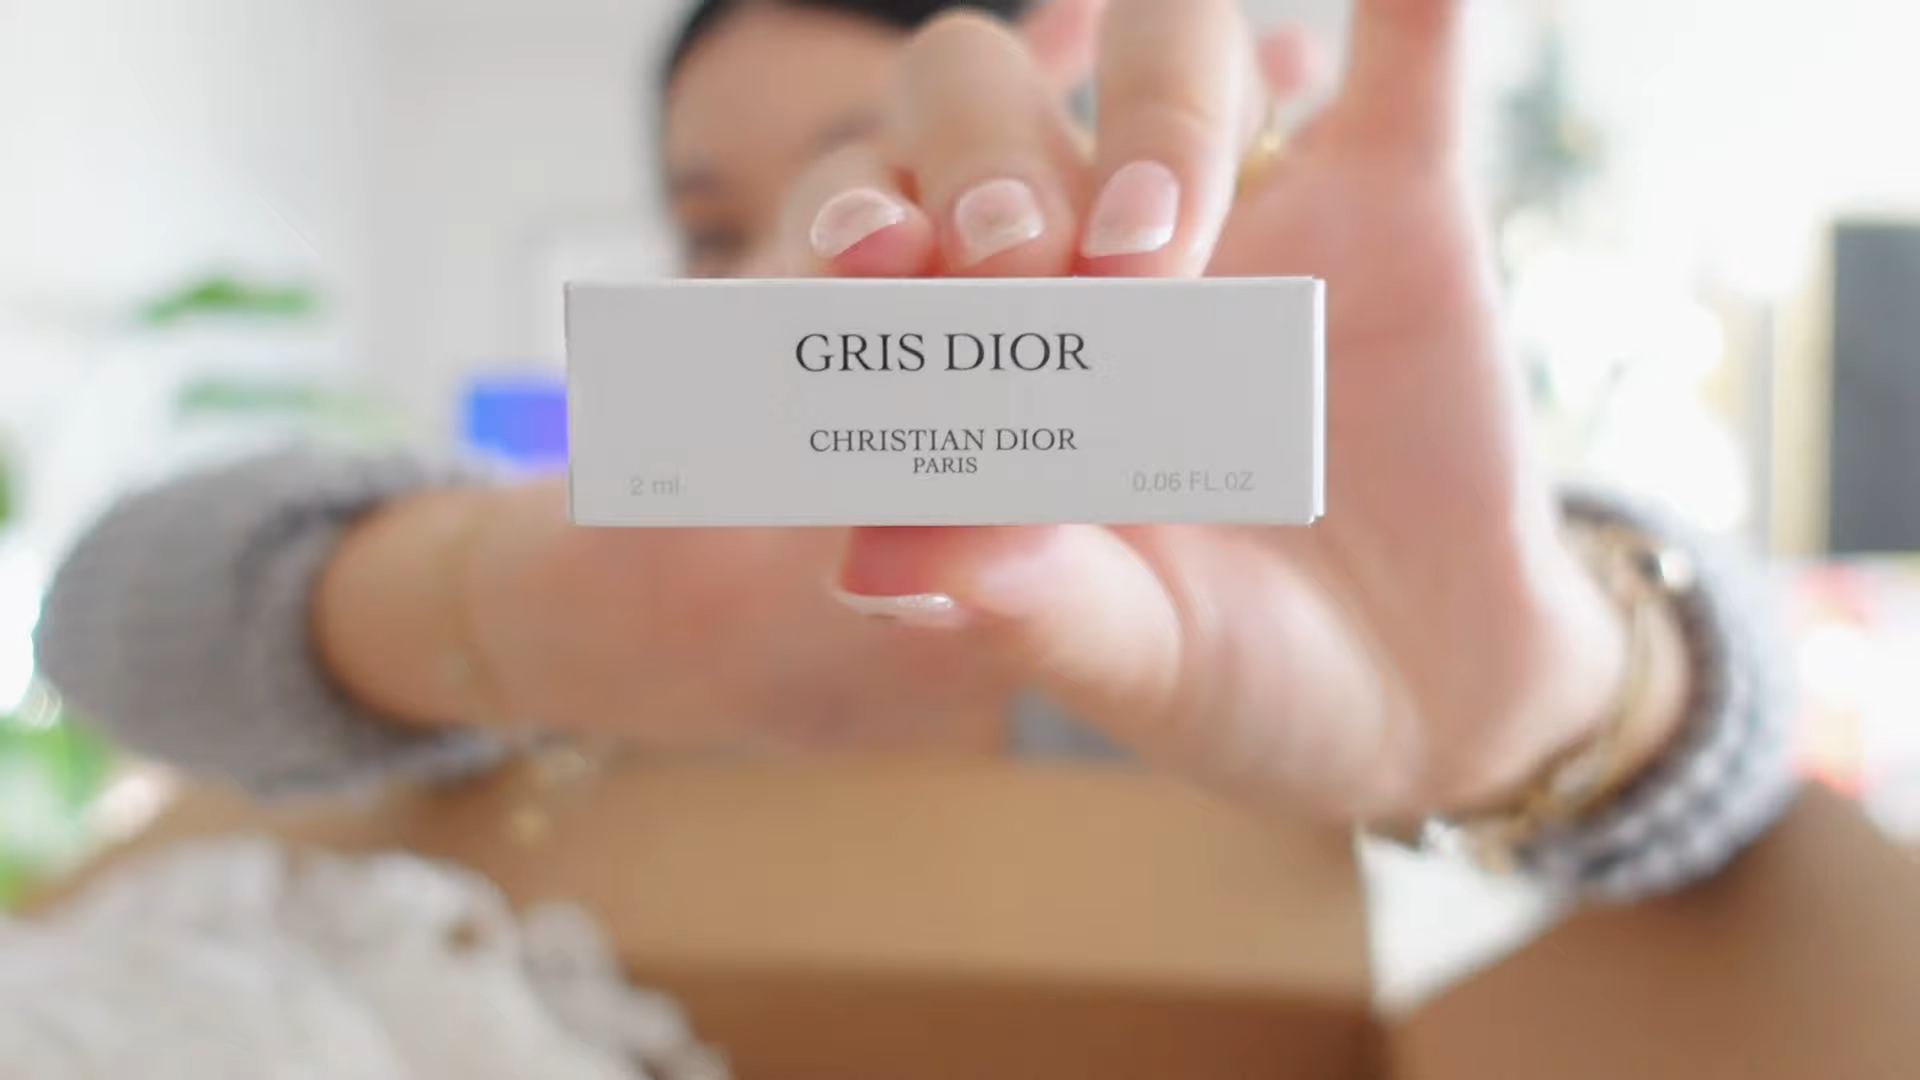 GRIS DIOR
CHRISTIAN DIOR
PARIS
2 ml
0.06 FL.OZ